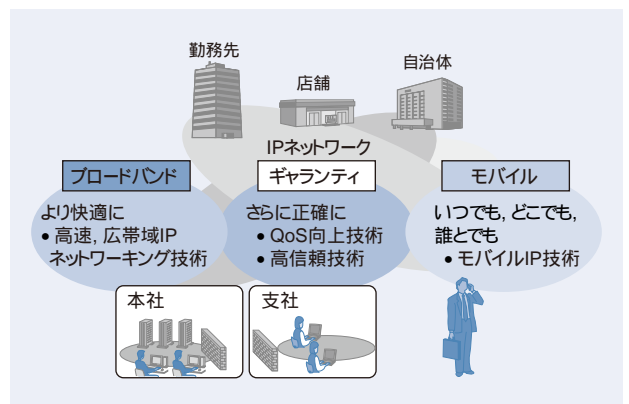 勤務先
店舗
自治体
IPネットワーク
ブロードバンド
ギャランティ
モバイル
より快適に
• 高速, 広帯域IP
ネットワーキング技術
さらに正確に
• QoS向上技術
• 高信頼技術
いつでも, どこでも,
誰とでも
• モバイルIP技術
本社
支社